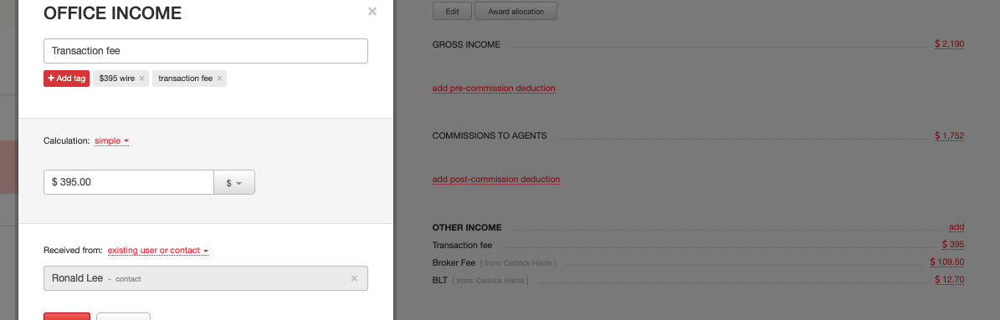 OFFICE INCOME ×
Transaction fee
+ Add tag $395 wire × transaction fee ×
Calculation: simple
$ 395.00 $
Received from: existing user or contact
Ronald Lee - contact ×
Edit Award allocation
GROSS INCOME $ 2,190
add pre-commission deduction
COMMISSIONS TO AGENTS $ 1,752
add post-commission deduction
OTHER INCOME add
Transaction fee $ 395
Broker Fee [ from: Cedrick Harris ] $ 109.50
BLT [ from: Cedrick Harris ] $ 12.70